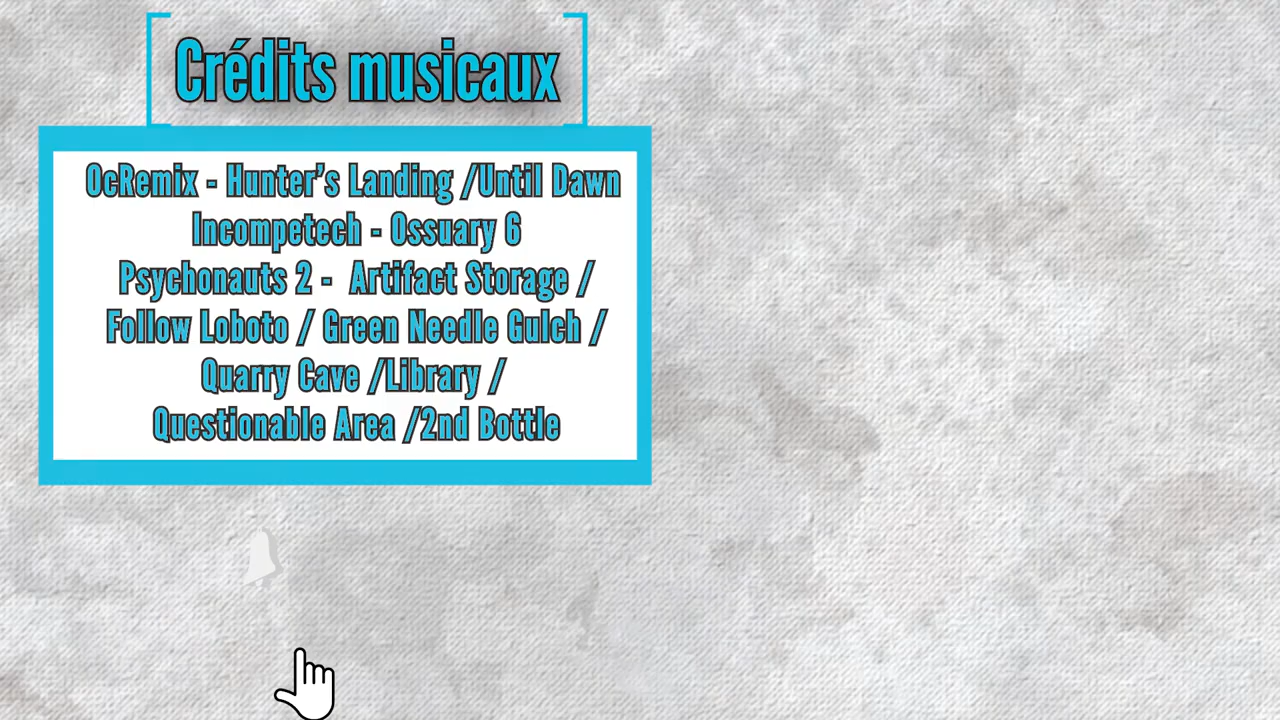 Crédits musicaux
OcRemix - Hunter's Landing /Until Dawn
Incompetech - Ossuary 6
Psychonauts 2 - Artifact Storage /
Follow Loboto / Green Needle Gulch /
Quarry Cave /Library /
Questionable Area /2nd Bottle